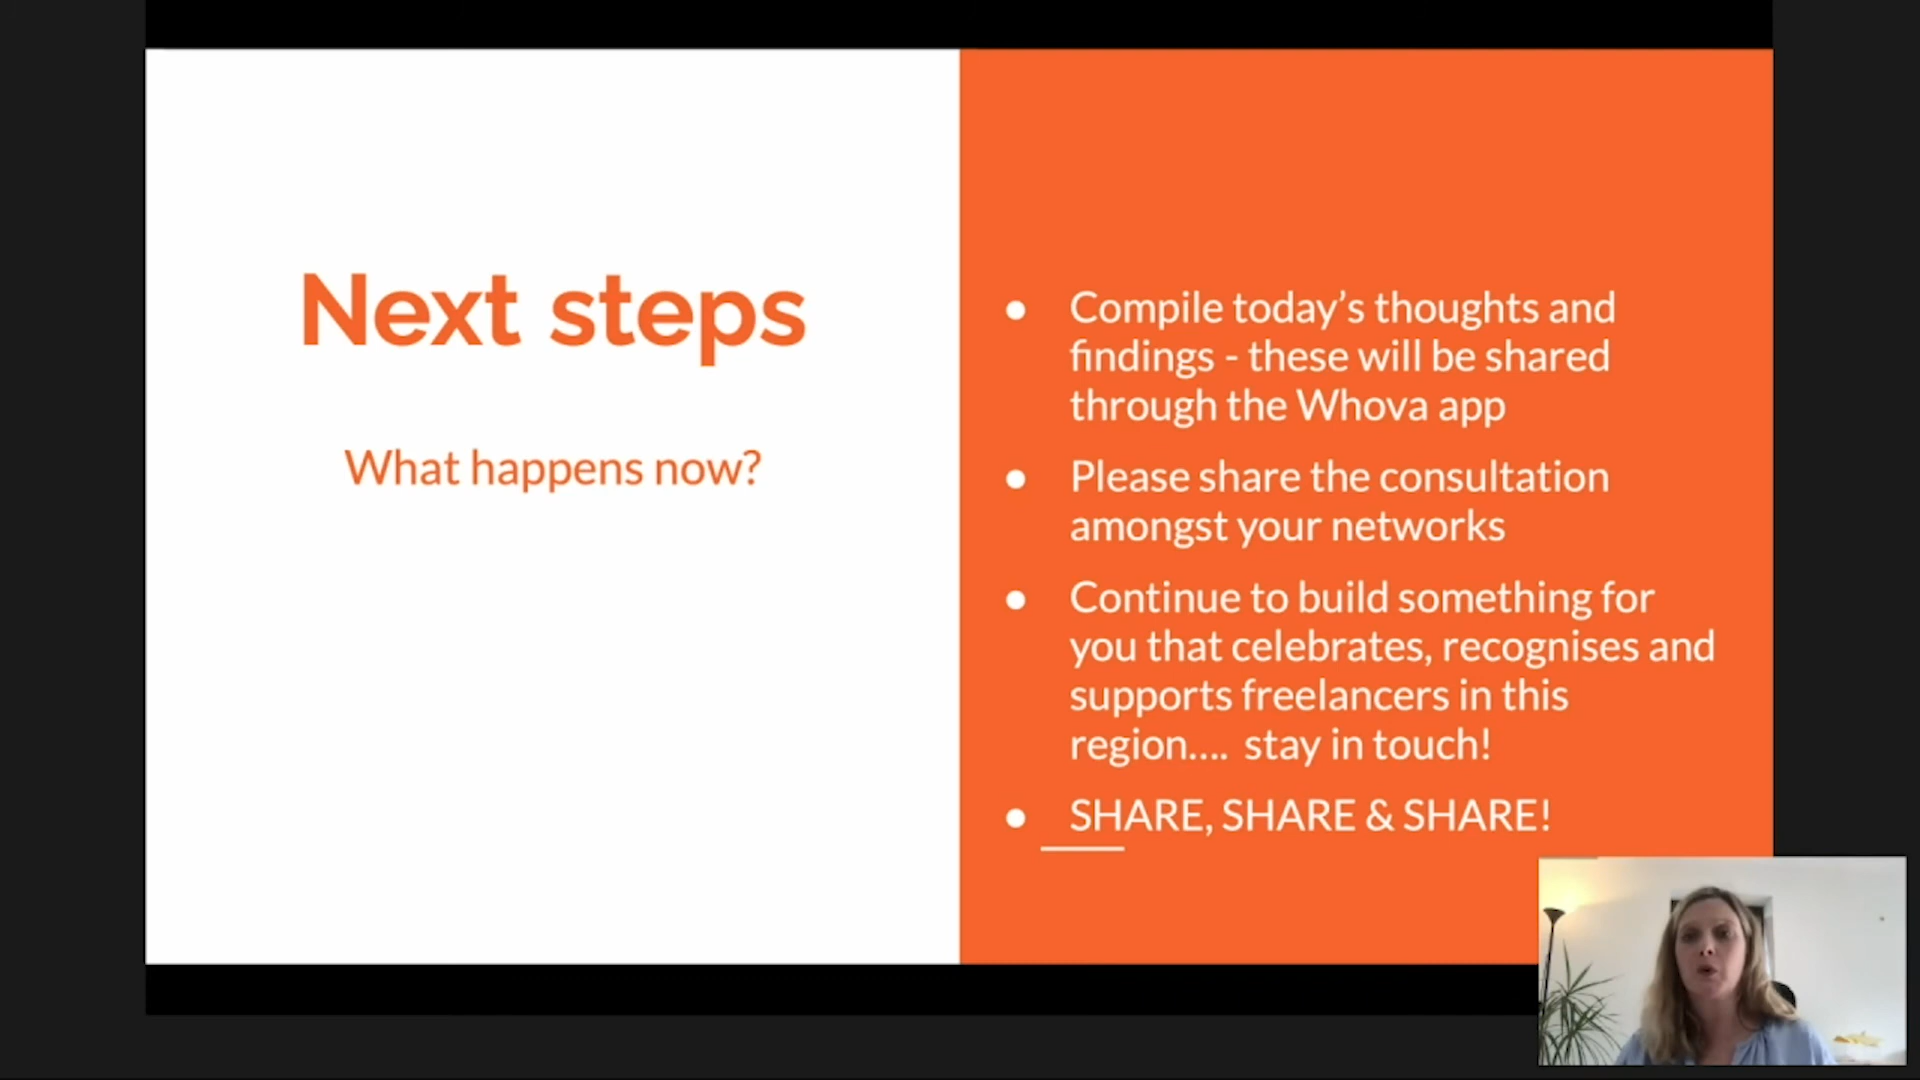 Next steps
What happens now?
● Compile today’s thoughts and
findings - these will be shared
through the Whova app
● Please share the consultation
amongst your networks
● Continue to build something for
you that celebrates, recognises and
supports freelancers in this
region.... stay in touch!
● SHARE, SHARE & SHARE!